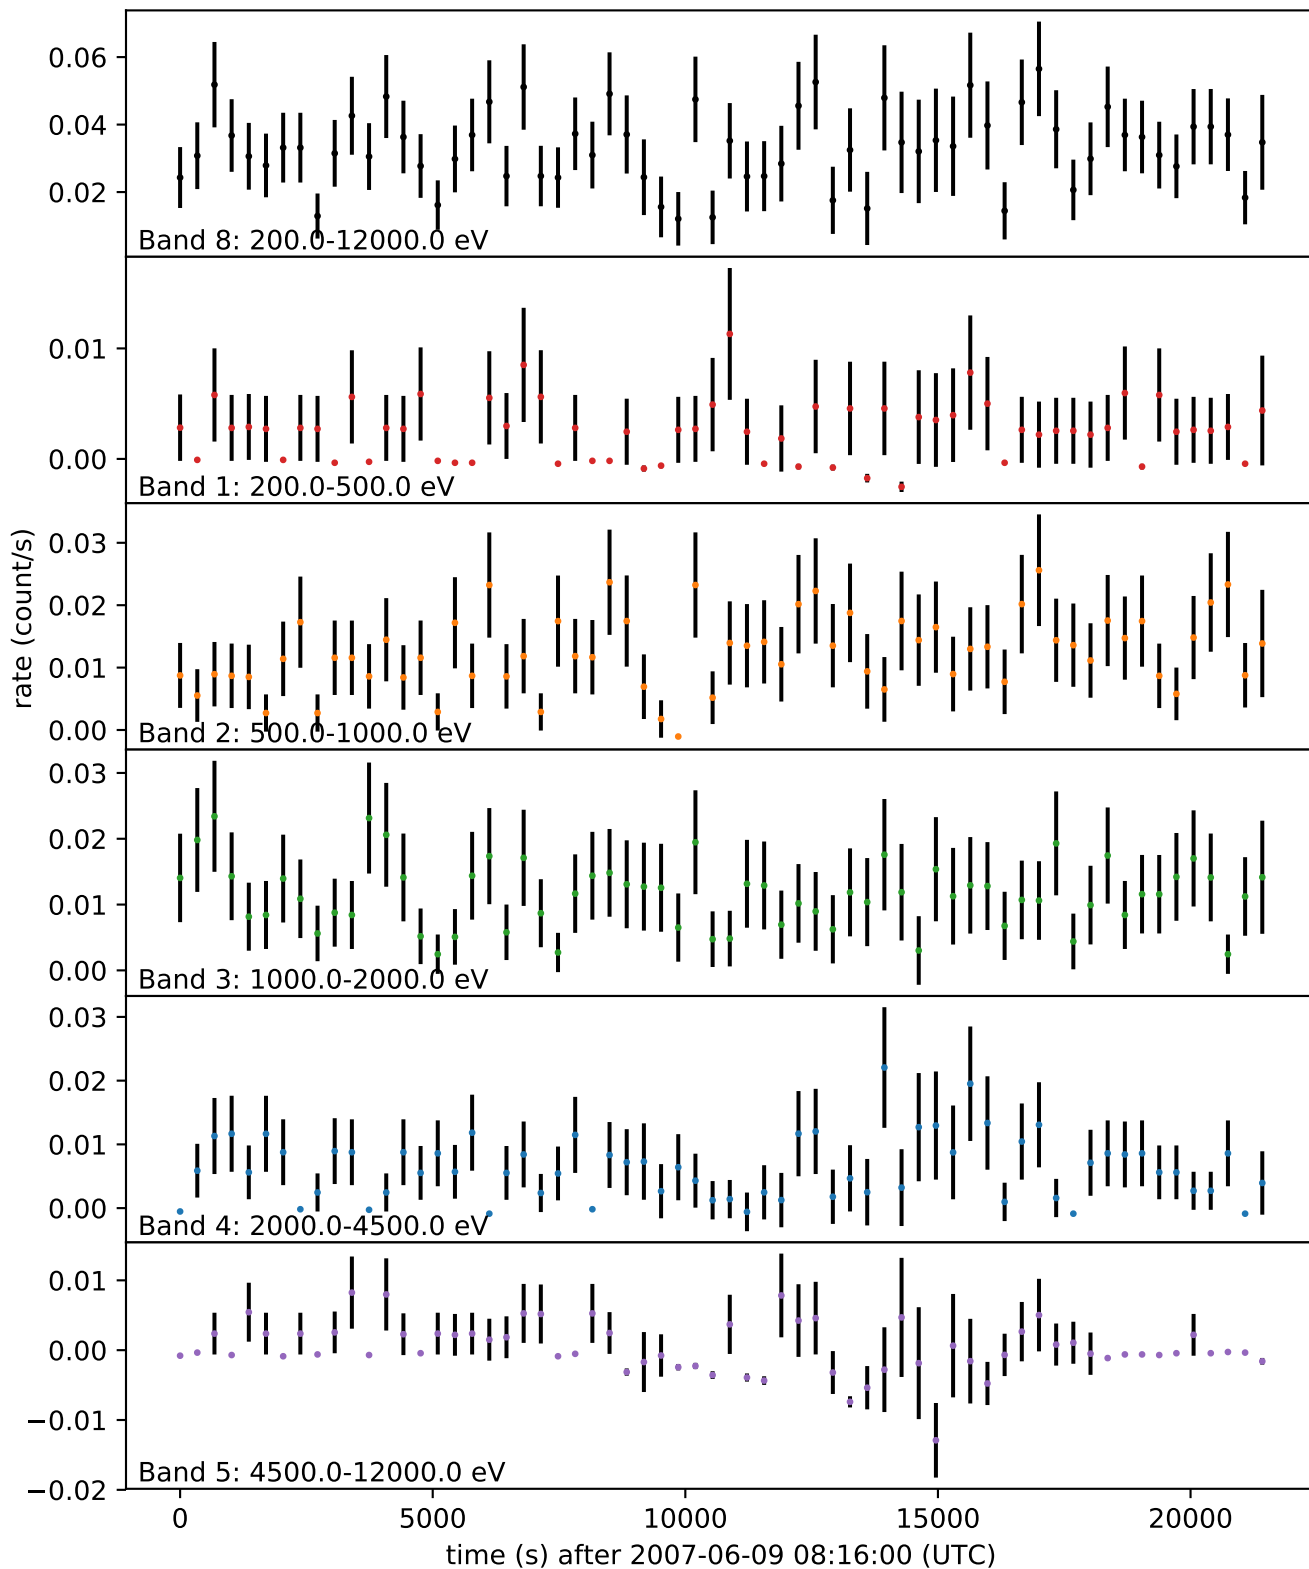 0.06
0.04
0.02
Band 8: 200.0-12000.0 eV
0.01
0.00
Band 1: 200.0-500.0 eV
rate (count/s)
0.03
0.02
0.01
0.00
Band 2: 500.0-1000.0 eV
0.03
0.02
0.01
0.00
Band 3: 1000.0-2000.0 eV
0.03
0.02
0.01
0.00
Band 4: 2000.0-4500.0 eV
0.01
0.00
−0.01
−0.02
Band 5: 4500.0-12000.0 eV
0 5000 10000 15000 20000
time (s) after 2007-06-09 08:16:00 (UTC)